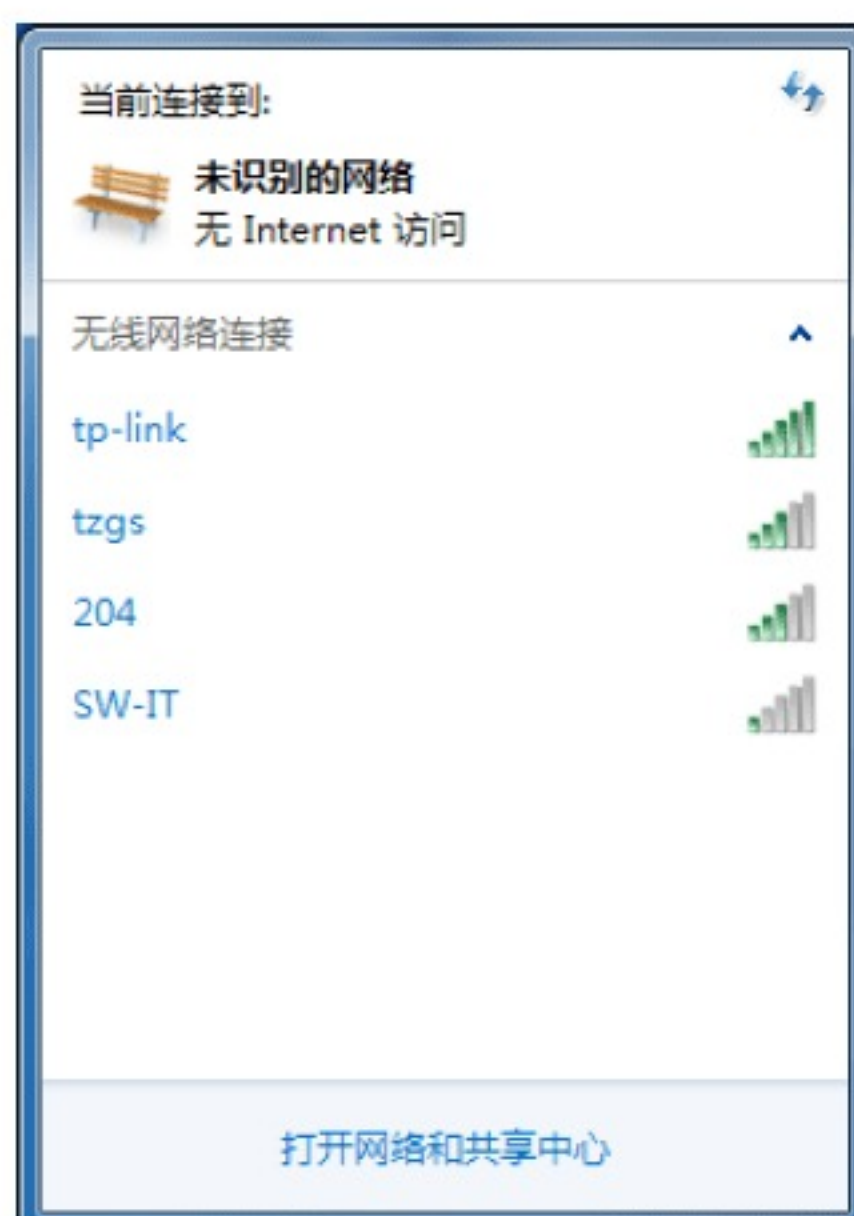 当前连接到:
未识别的网络
无 Internet 访问
无线网络连接
tp-link
tzgs
204
SW-IT
打开网络和共享中心